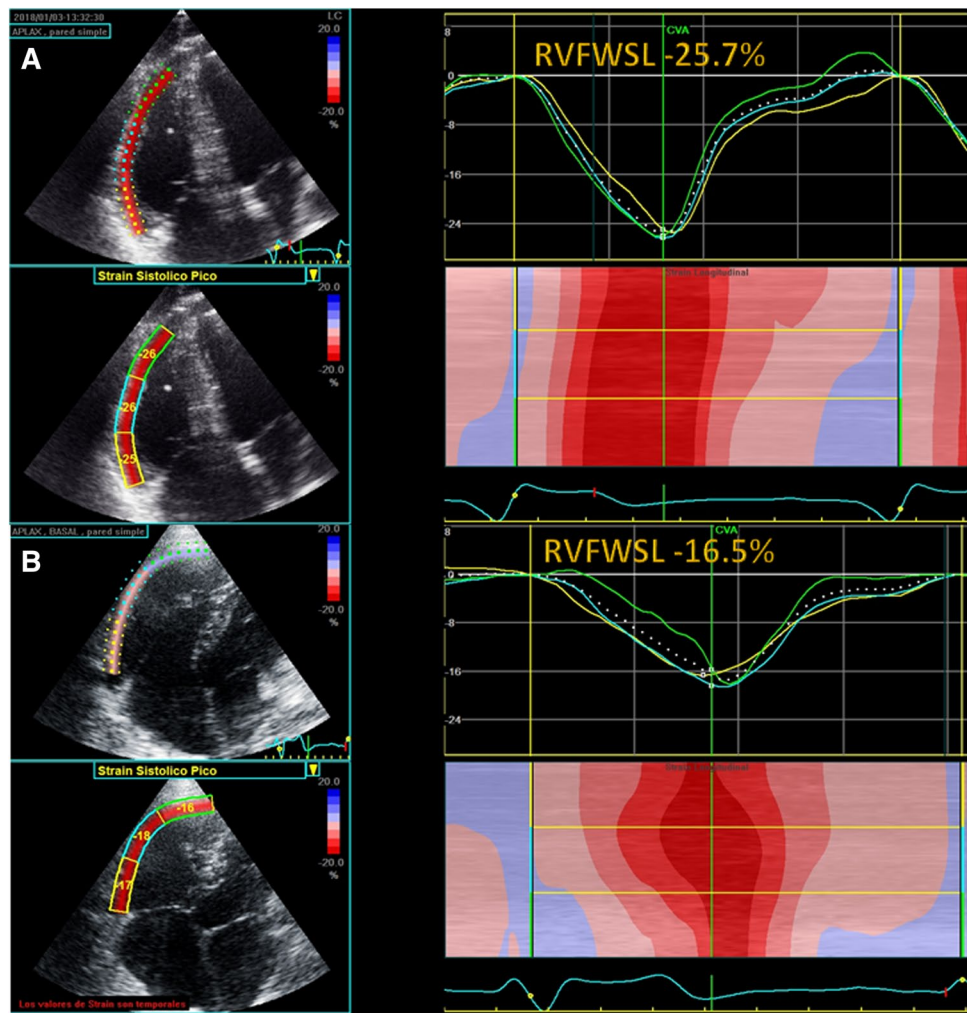 2018/01/03-13:32:30
APLAX , pared simple
A
LC
20.0
-20.0
%
CVA
RVFWSL -25.7%
8
0
-8
-16
-24
Strain Sistolico Pico
20.0
-20.0
%
-26
-26
-25
Strain Longitudinal
APLAX , BASAL , pared simple
B
20.0
-20.0
%
CVA
RVFWSL -16.5%
8
0
-8
-16
-24
Strain Sistolico Pico
20.0
-20.0
%
-16
-18
-17
Strain Longitudinal
Los valores de Strain son temporales